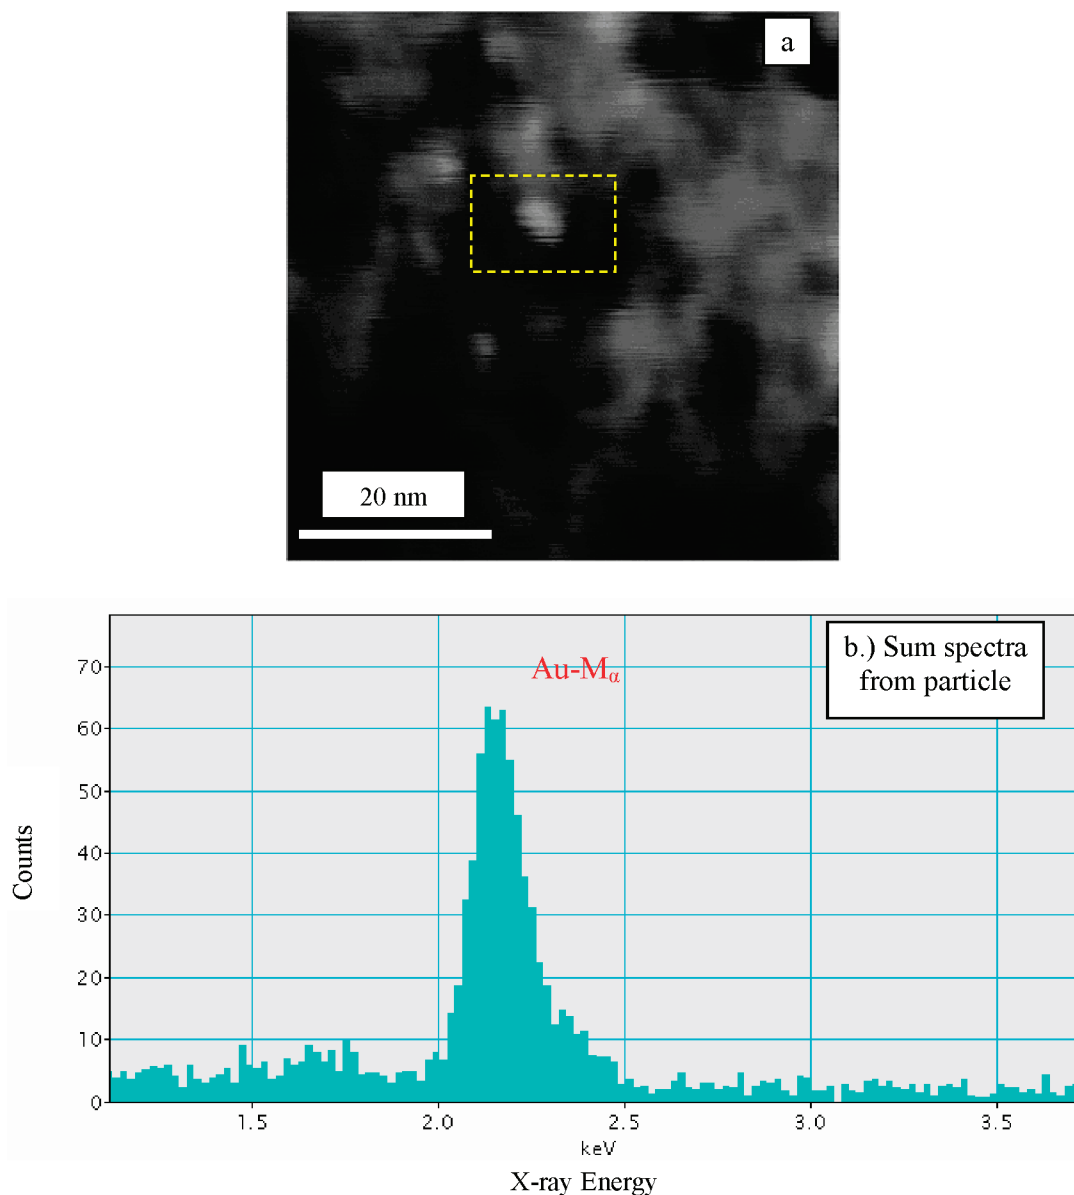 a
20 nm
Au-Mα
b.) Sum spectra
from particle
70
60
50
40
30
20
10
0
Counts
1.5 2.0 2.5 3.0 3.5
keV
X-ray Energy